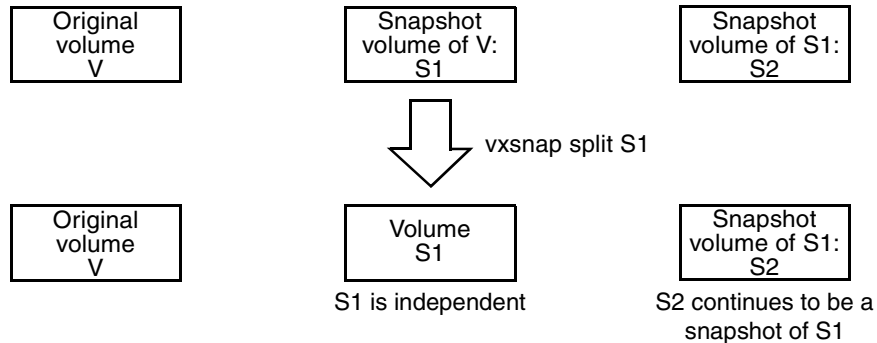 Original
volume
V
Snapshot
volume of V:
S1
Snapshot
volume of S1:
S2
vxsnap split S1
Original
volume
V
Volume
S1
Snapshot
volume of S1:
S2
S1 is independent
S2 continues to be a
snapshot of S1